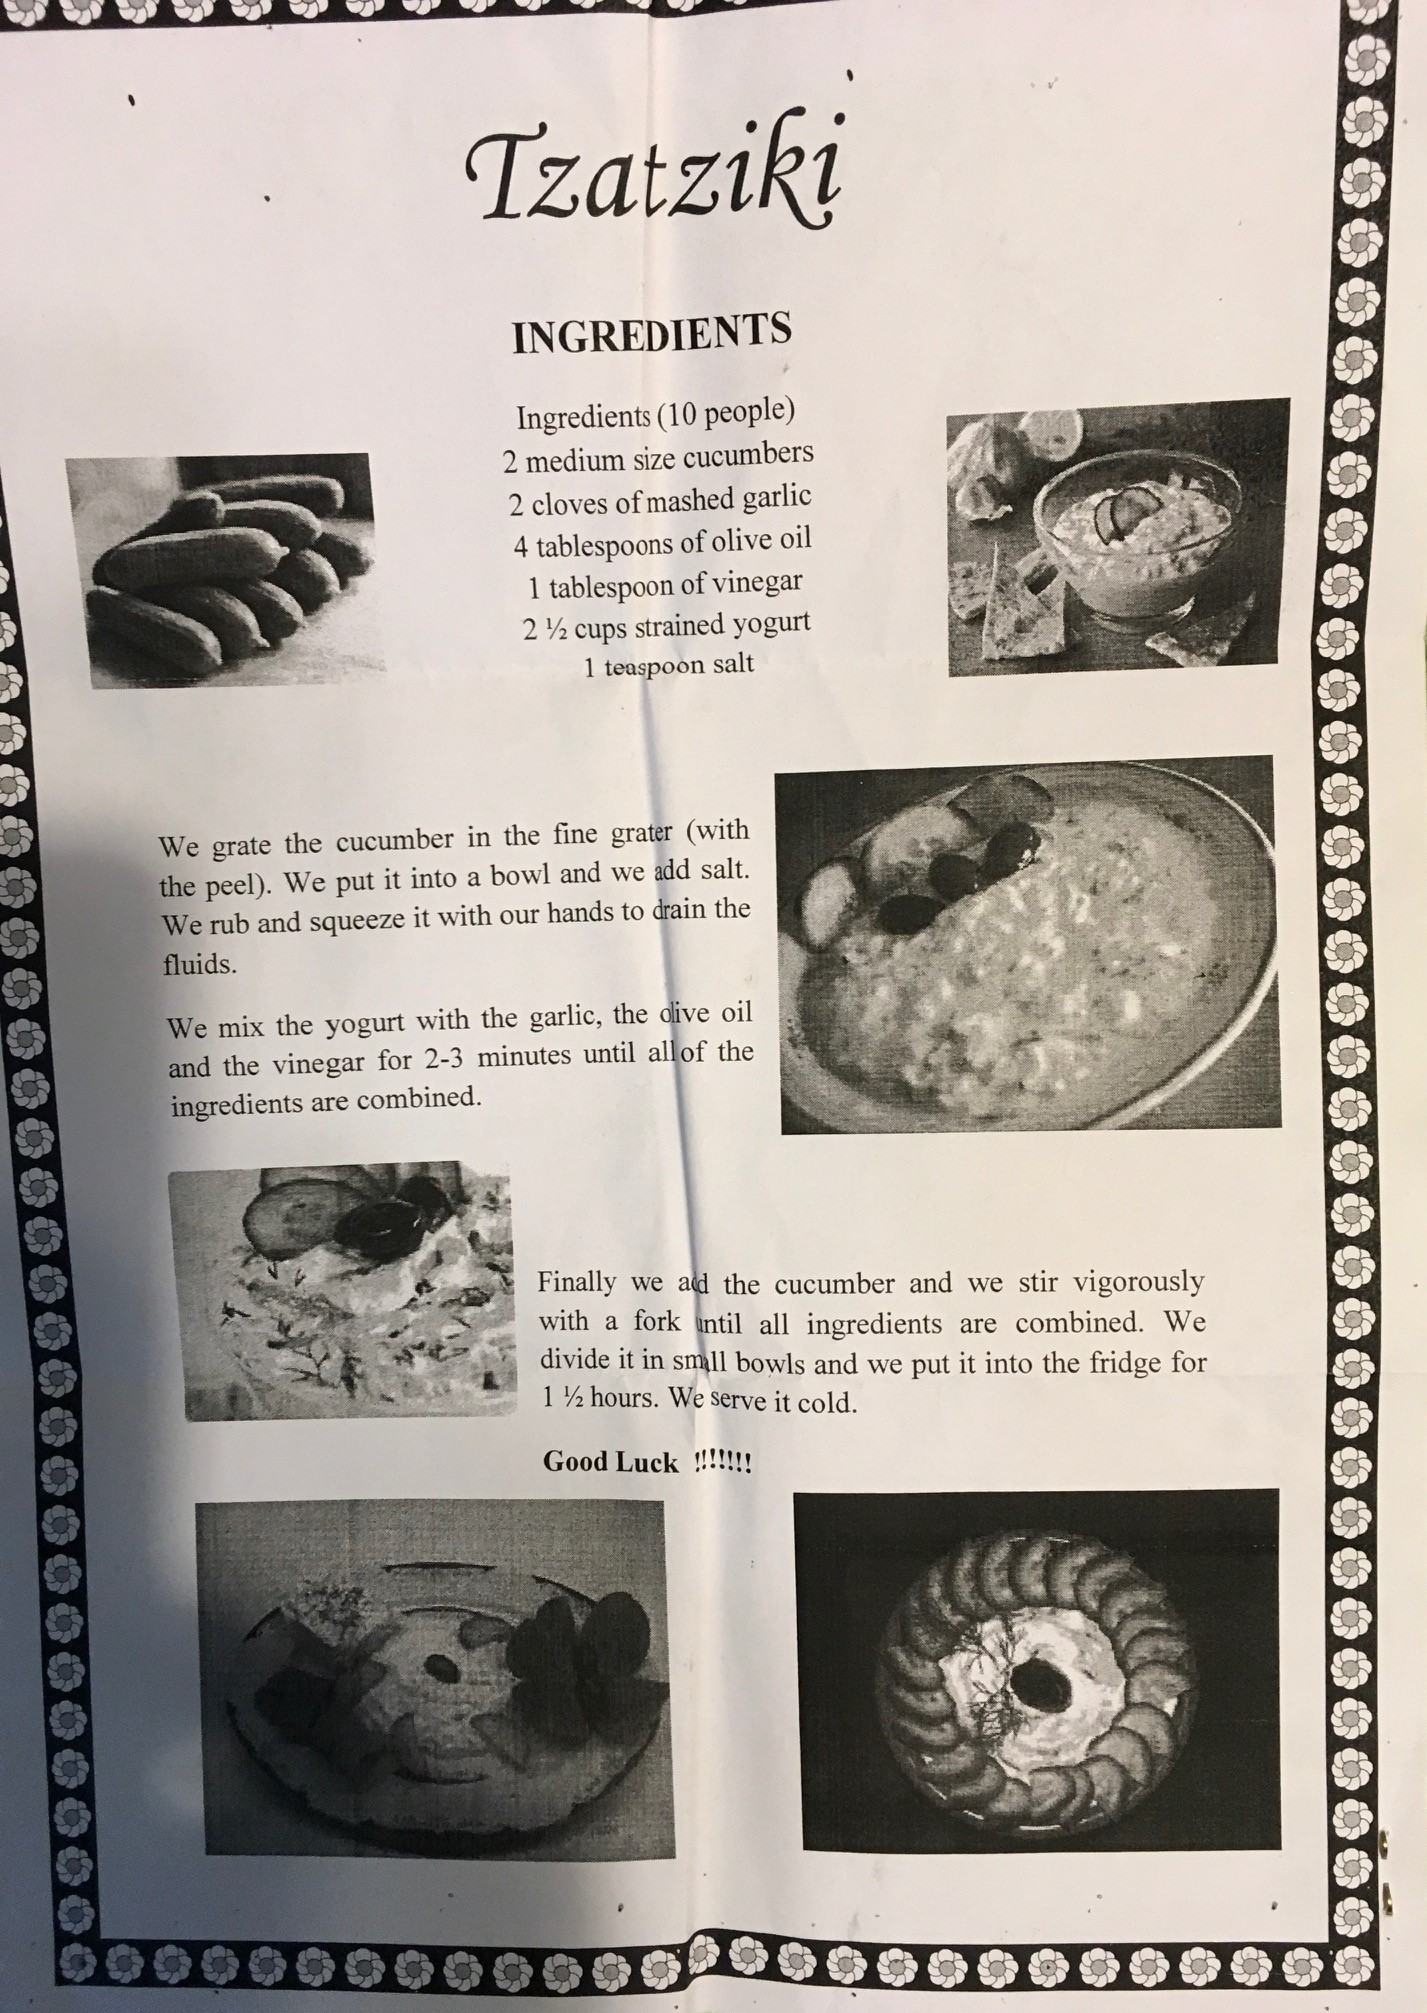 Tzatziki
INGREDIENTS
Ingredients (10 people)
2 medium size cucumbers
2 cloves of mashed garlic
4 tablespoons of olive oil
1 tablespoon of vinegar
2 ½ cups strained yogurt
1 teaspoon salt
We grate the cucumber in the fine grater (with
the peel). We put it into a bowl and we add salt.
We rub and squeeze it with our hands to drain the
fluids.
We mix the yogurt with the garlic, the olive oil
and the vinegar for 2-3 minutes until all of the
ingredients are combined.
Finally we add the cucumber and we stir vigorously
with a fork until all ingredients are combined. We
divide it in small bowls and we put it into the fridge for
1 ½ hours. We serve it cold.
Good Luck !!!!!!!